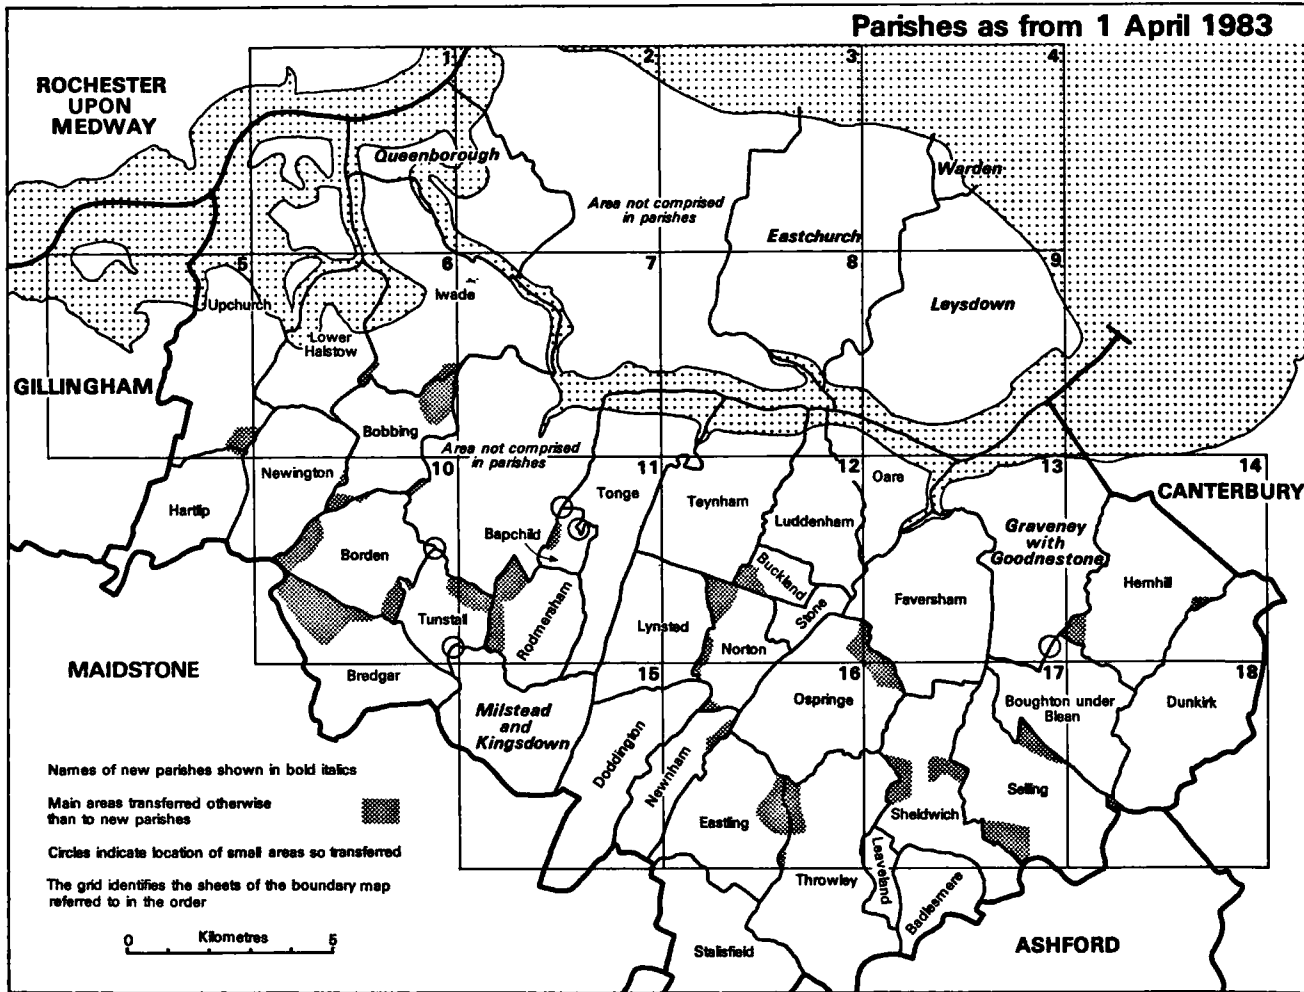 Parishes as from 1 April 1983
ROCHESTER
UPON
MEDWAY
1
2
3
4
Queenborough
Warden
Area not comprised
in parishes
Eastchurch
5
6
7
8
9
Upchurch
Iwade
Leysdown
Lower
Halstow
GILLINGHAM
Bobbing
Area not comprised
in parishes
10
11
12
13
14
Newington
Hartlip
Tonge
Teynham
Oare
CANTERBURY
Luddenham
Graveney
with
Goodnestone
Bapchild
Borden
Buckland
Hernhill
Stone
Faversham
Tunstall
Rodmersham
Lynsted
Norton
MAIDSTONE
Bredgar
15
16
17
18
Ospringe
Boughton under
Blean
Dunkirk
Milstead
and
Kingsdown
Doddington
Newnham
Names of new parishes shown in bold italics
Main areas transferred otherwise
than to new parishes
Selling
Sheldwich
Eastling
Circles indicate location of small areas so transferred
Leaveland
Throwley
Badlesmere
The grid identifies the sheets of the boundary map
referred to in the order
0 Kilometres 5
Stalisfield
ASHFORD